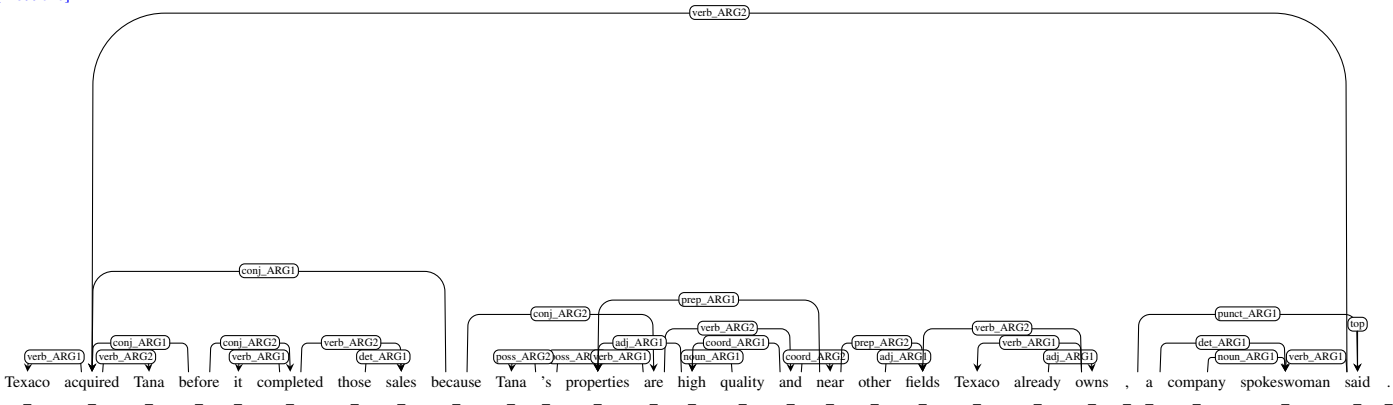 verb_ARG2
conj_ARG1
prep_ARG1
conj_ARG2 punct_ARG1
verb_ARG2 verb_ARG2 top
conj_ARG1 conj_ARG2 verb_ARG2 adj_ARG1 coord_ARG1 prep_ARG2 verb_ARG1 det_ARG1
verb_ARG1 verb_ARG2 verb_ARG1 det_ARG1 poss_ARG2 verb_ARG1 noun_ARG1 coord_ARG2 adj_ARG1 adj_ARG1 noun_ARG1 verb_ARG1
Texaco acquired Tana before it completed those sales because Tana 's properties are high quality and near other fields Texaco already owns , a company spokeswoman said .